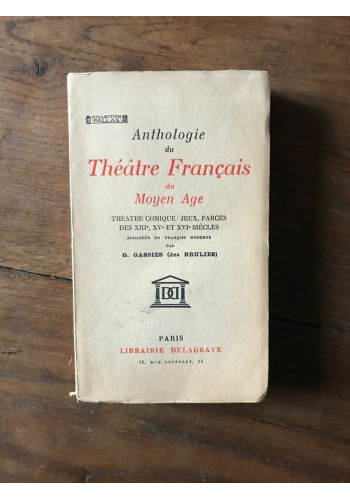 COLLECTION
PALLAS
Anthologie
du
Théâtre Français
du
Moyen Age
THÉATRE COMIQUE : JEUX, FARCES
DES XIIIᵉ, XVᵉ ET XVIᵉ SIÈCLES
ARRANGÉS EN FRANÇAIS MODERNE
PAR
G. GASSIES (des BRULIES)
PARIS
LIBRAIRIE DELAGRAVE
15, RUE SOUFFLOT, 15